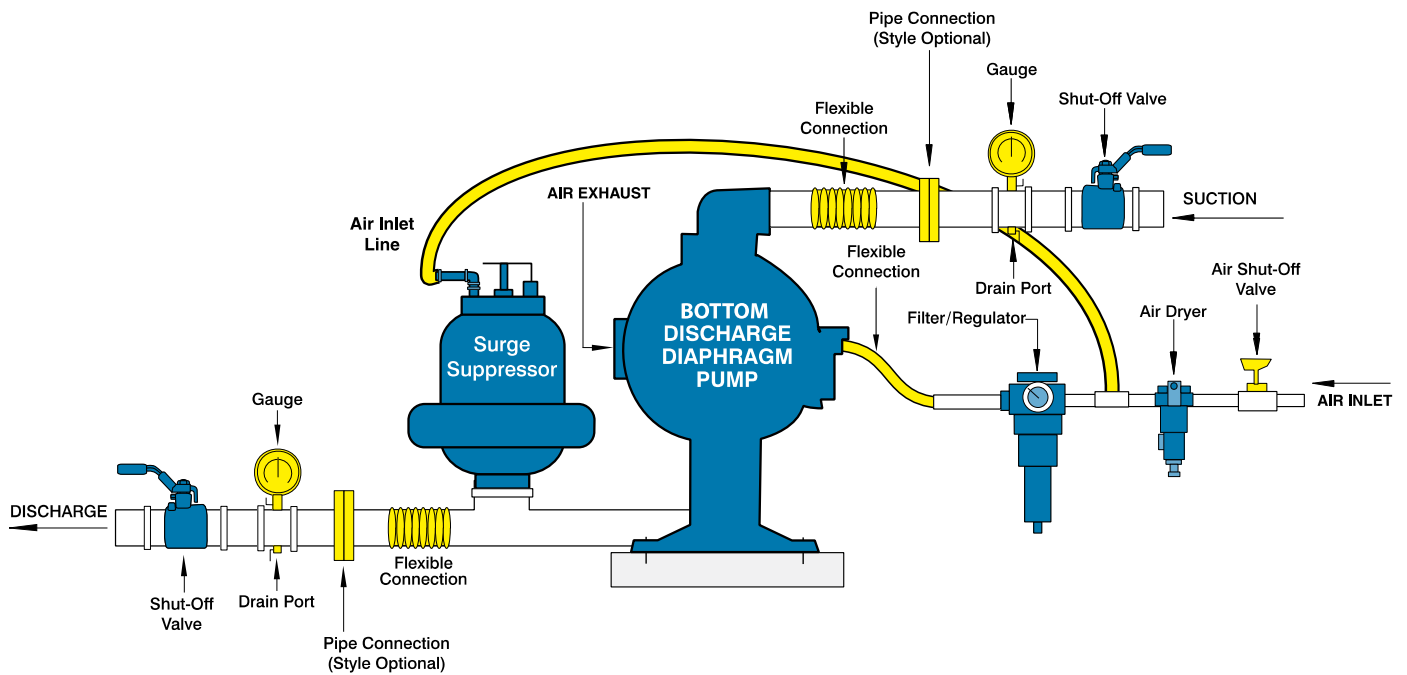 Pipe Connection
(Style Optional)
Gauge
Shut-Off Valve
Flexible
Connection
AIR EXHAUST
SUCTION
Air Inlet
Line
Flexible
Connection
Drain Port
Air Shut-Off
Valve
Filter/Regulator
Air Dryer
BOTTOM
DISCHARGE
DIAPHRAGM
PUMP
Surge
Suppressor
AIR INLET
Gauge
DISCHARGE
Flexible
Connection
Shut-Off
Valve
Drain Port
Pipe Connection
(Style Optional)